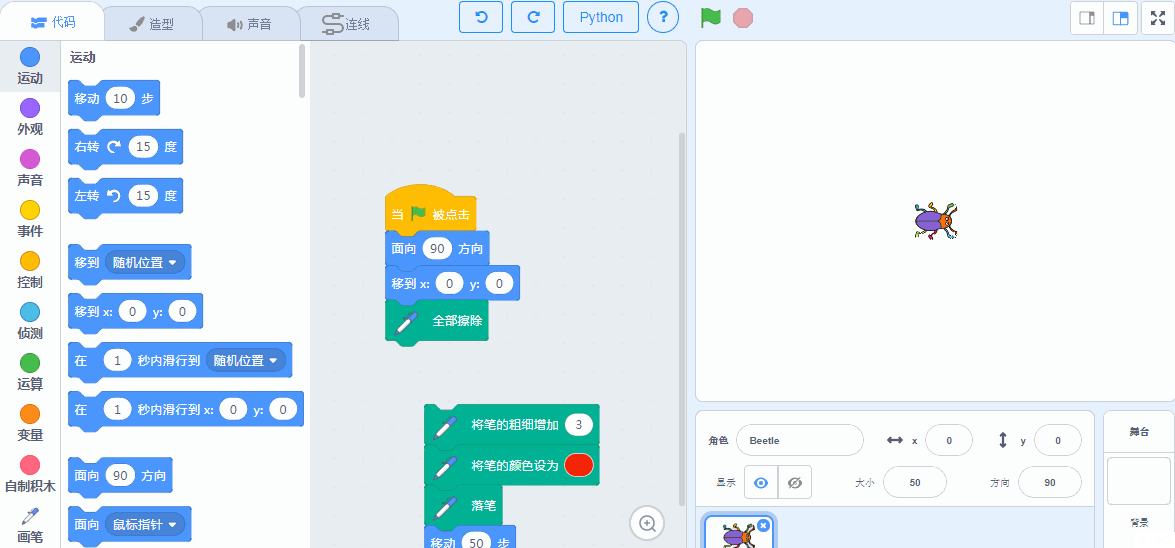 代码 造型 声音 连线 Python ?
运动
外观
声音
事件
控制
侦测
运算
变量
自制积木
画笔
运动
移动 10 步
右转 15 度
左转 15 度
移到 随机位置
移到 x: 0 y: 0
在 1 秒内滑行到 随机位置
在 1 秒内滑行到 x: 0 y: 0
面向 90 方向
面向 鼠标指针
当 被点击
面向 90 方向
移到 x: 0 y: 0
全部擦除
将笔的粗细增加 3
将笔的颜色设为
落笔
移动 50 步
角色 Beetle x 0 y 0
显示 大小 50 方向 90
舞台
背景